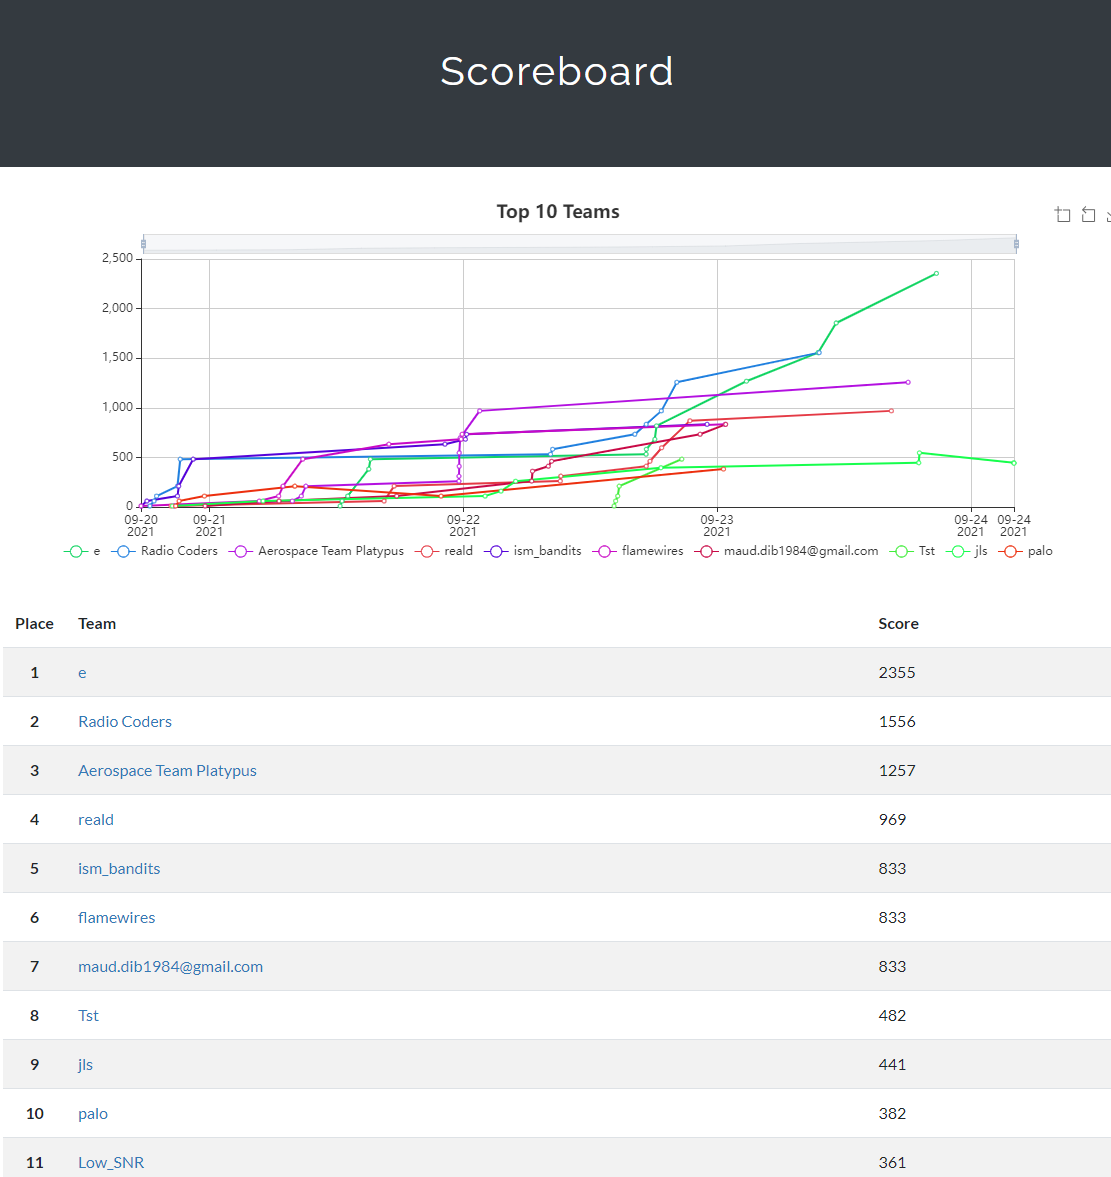 Scoreboard
Top 10 Teams
2,500
2,000
1,500
1,000
500
0
09-20 09-21 09-22 09-23 09-24 09-24
2021 2021 2021 2021 2021 2021
e Radio Coders Aerospace Team Platypus reald ism_bandits flamewires maud.dib1984@gmail.com Tst jls palo
Place Team Score
1 e 2355
2 Radio Coders 1556
3 Aerospace Team Platypus 1257
4 reald 969
5 ism_bandits 833
6 flamewires 833
7 maud.dib1984@gmail.com 833
8 Tst 482
9 jls 441
10 palo 382
11 Low_SNR 361